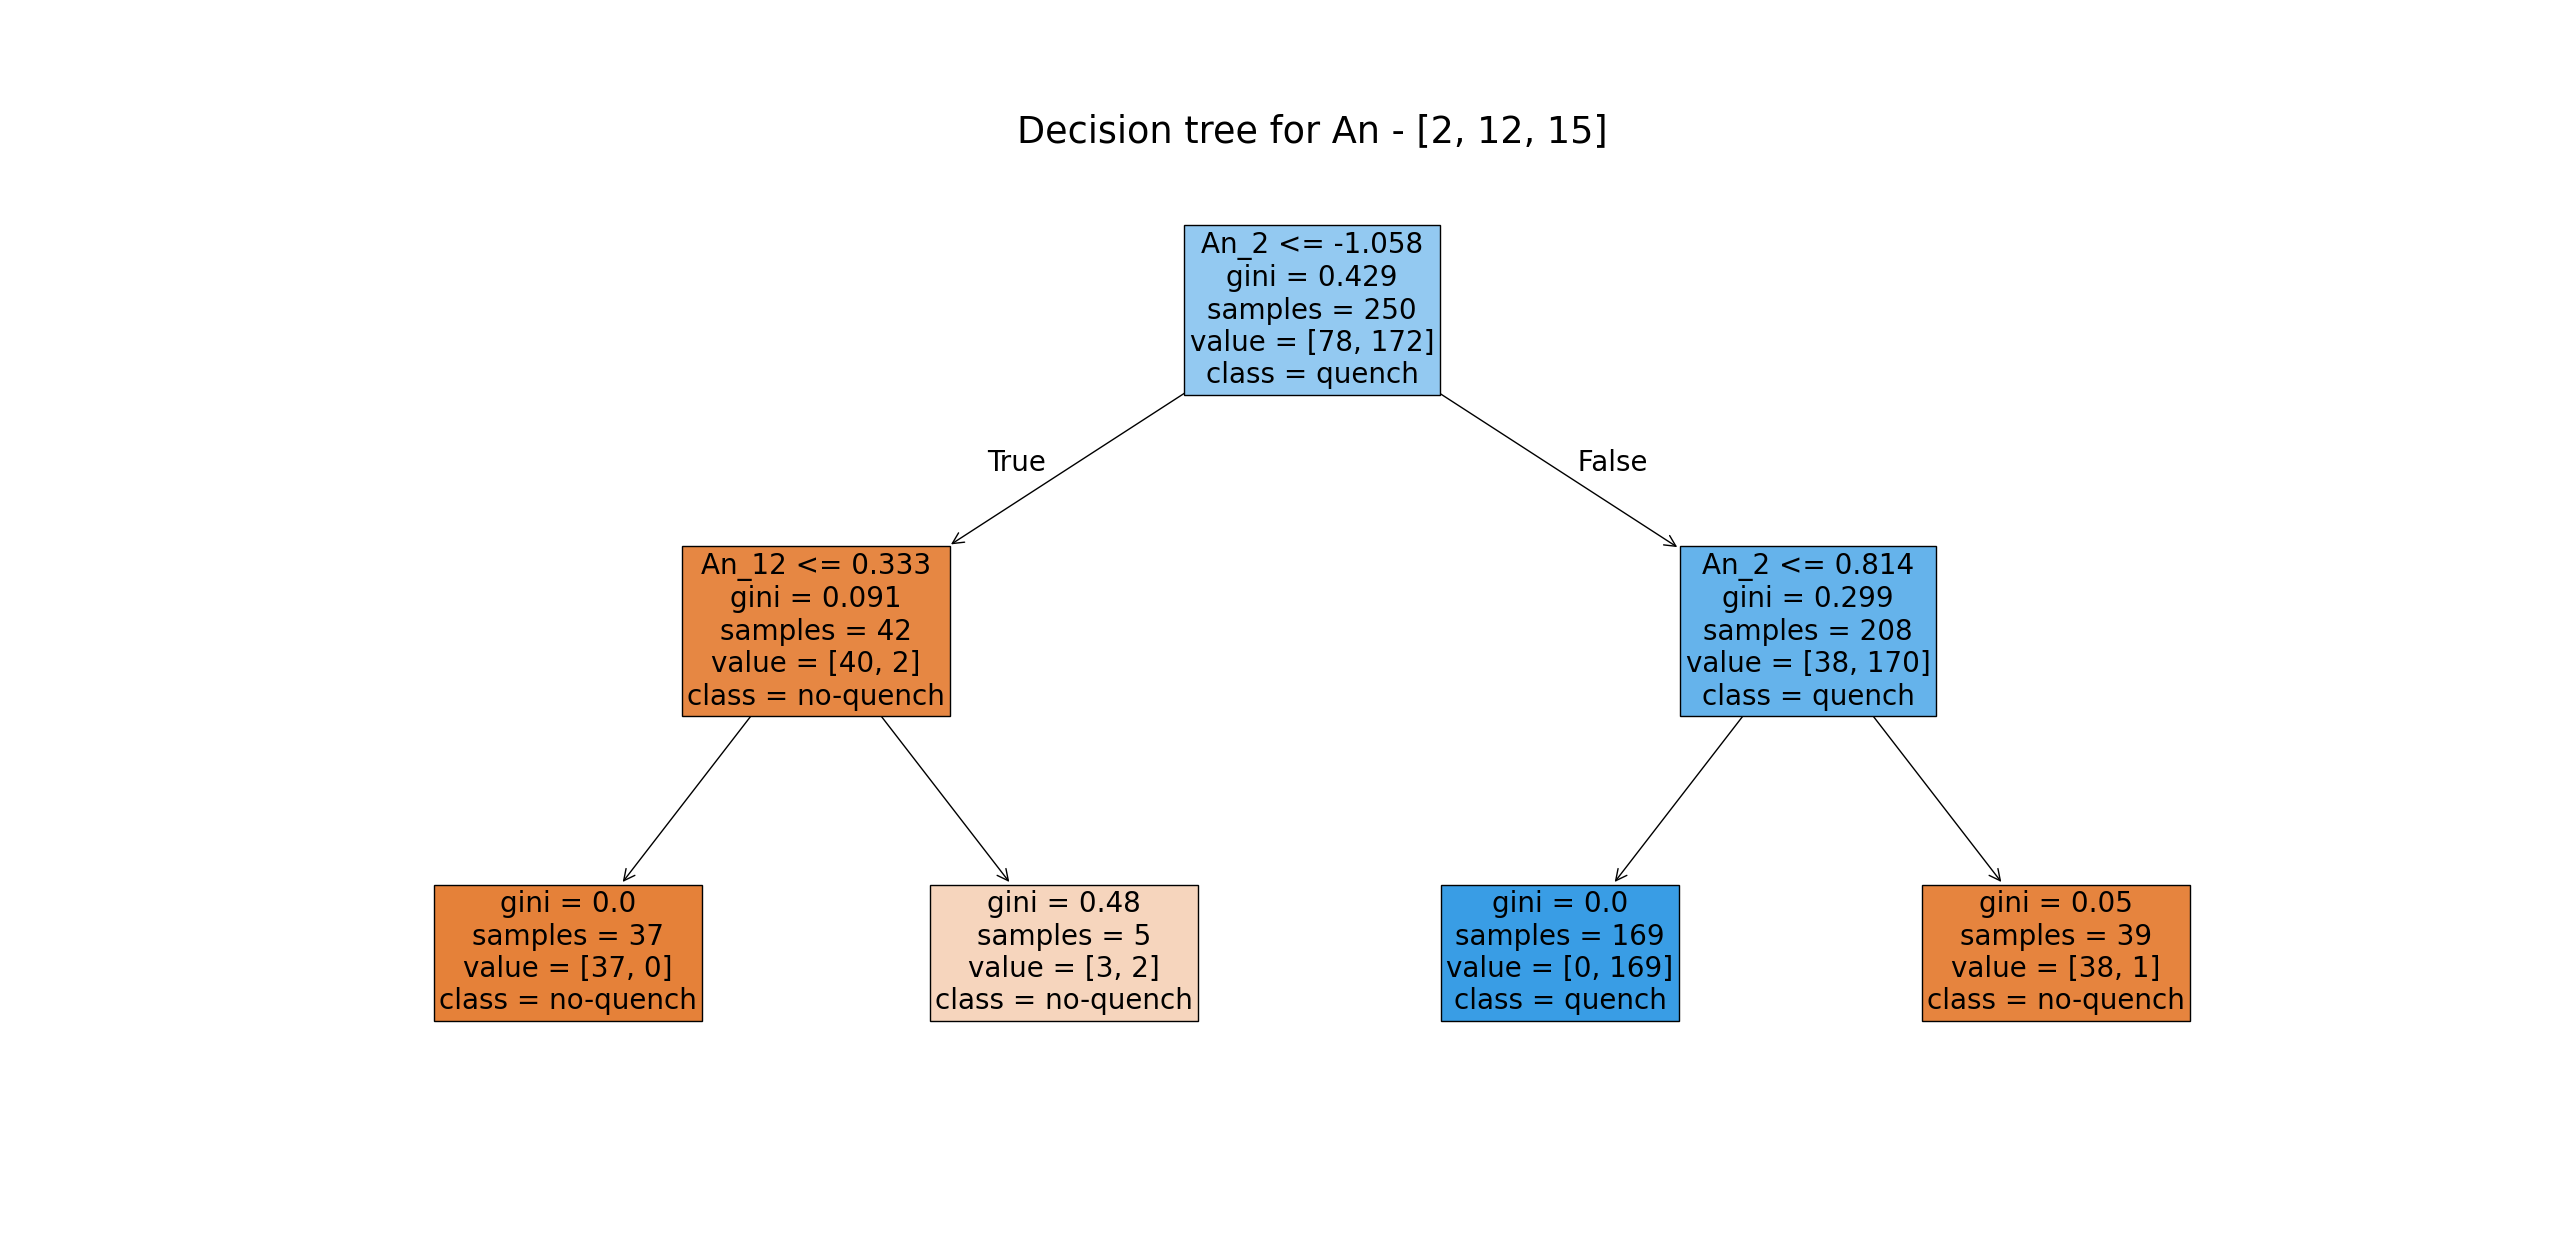 Decision tree for An - [2, 12, 15]
An_2 <= -1.058
gini = 0.429
samples = 250
value = [78, 172]
class = quench
True
False
An_12 <= 0.333
gini = 0.091
samples = 42
value = [40, 2]
class = no-quench
An_2 <= 0.814
gini = 0.299
samples = 208
value = [38, 170]
class = quench
gini = 0.0
samples = 37
value = [37, 0]
class = no-quench
gini = 0.48
samples = 5
value = [3, 2]
class = no-quench
gini = 0.0
samples = 169
value = [0, 169]
class = quench
gini = 0.05
samples = 39
value = [38, 1]
class = no-quench